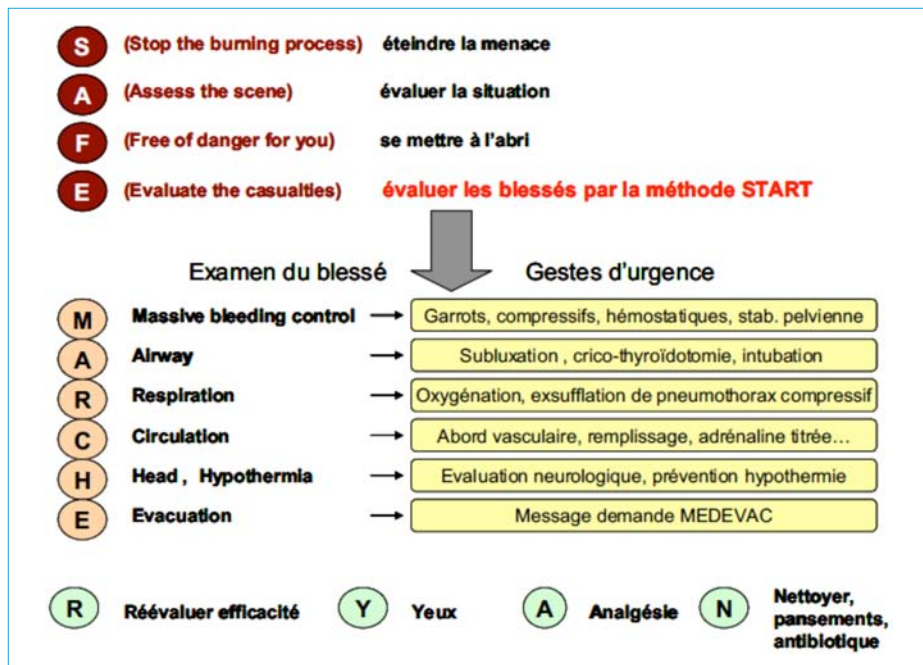 S (Stop the burning process) éteindre la menace
A (Assess the scene) évaluer la situation
F (Free of danger for you) se mettre à l'abri
E (Evaluate the casualties) évaluer les blessés par la méthode START
Examen du blessé Gestes d'urgence
M Massive bleeding control Garrots, compressifs, hémostatiques, stab. pelvienne
A Airway Subluxation , crico-thyroïdotomie, intubation
R Respiration Oxygénation, exsufflation de pneumothorax compressif
C Circulation Abord vasculaire, remplissage, adrénaline titrée...
H Head , Hypothermia Evaluation neurologique, prévention hypothermie
E Evacuation Message demande MEDEVAC
R Réévaluer efficacité Y Yeux A Analgésie N Nettoyer,
pansements,
antibiotique